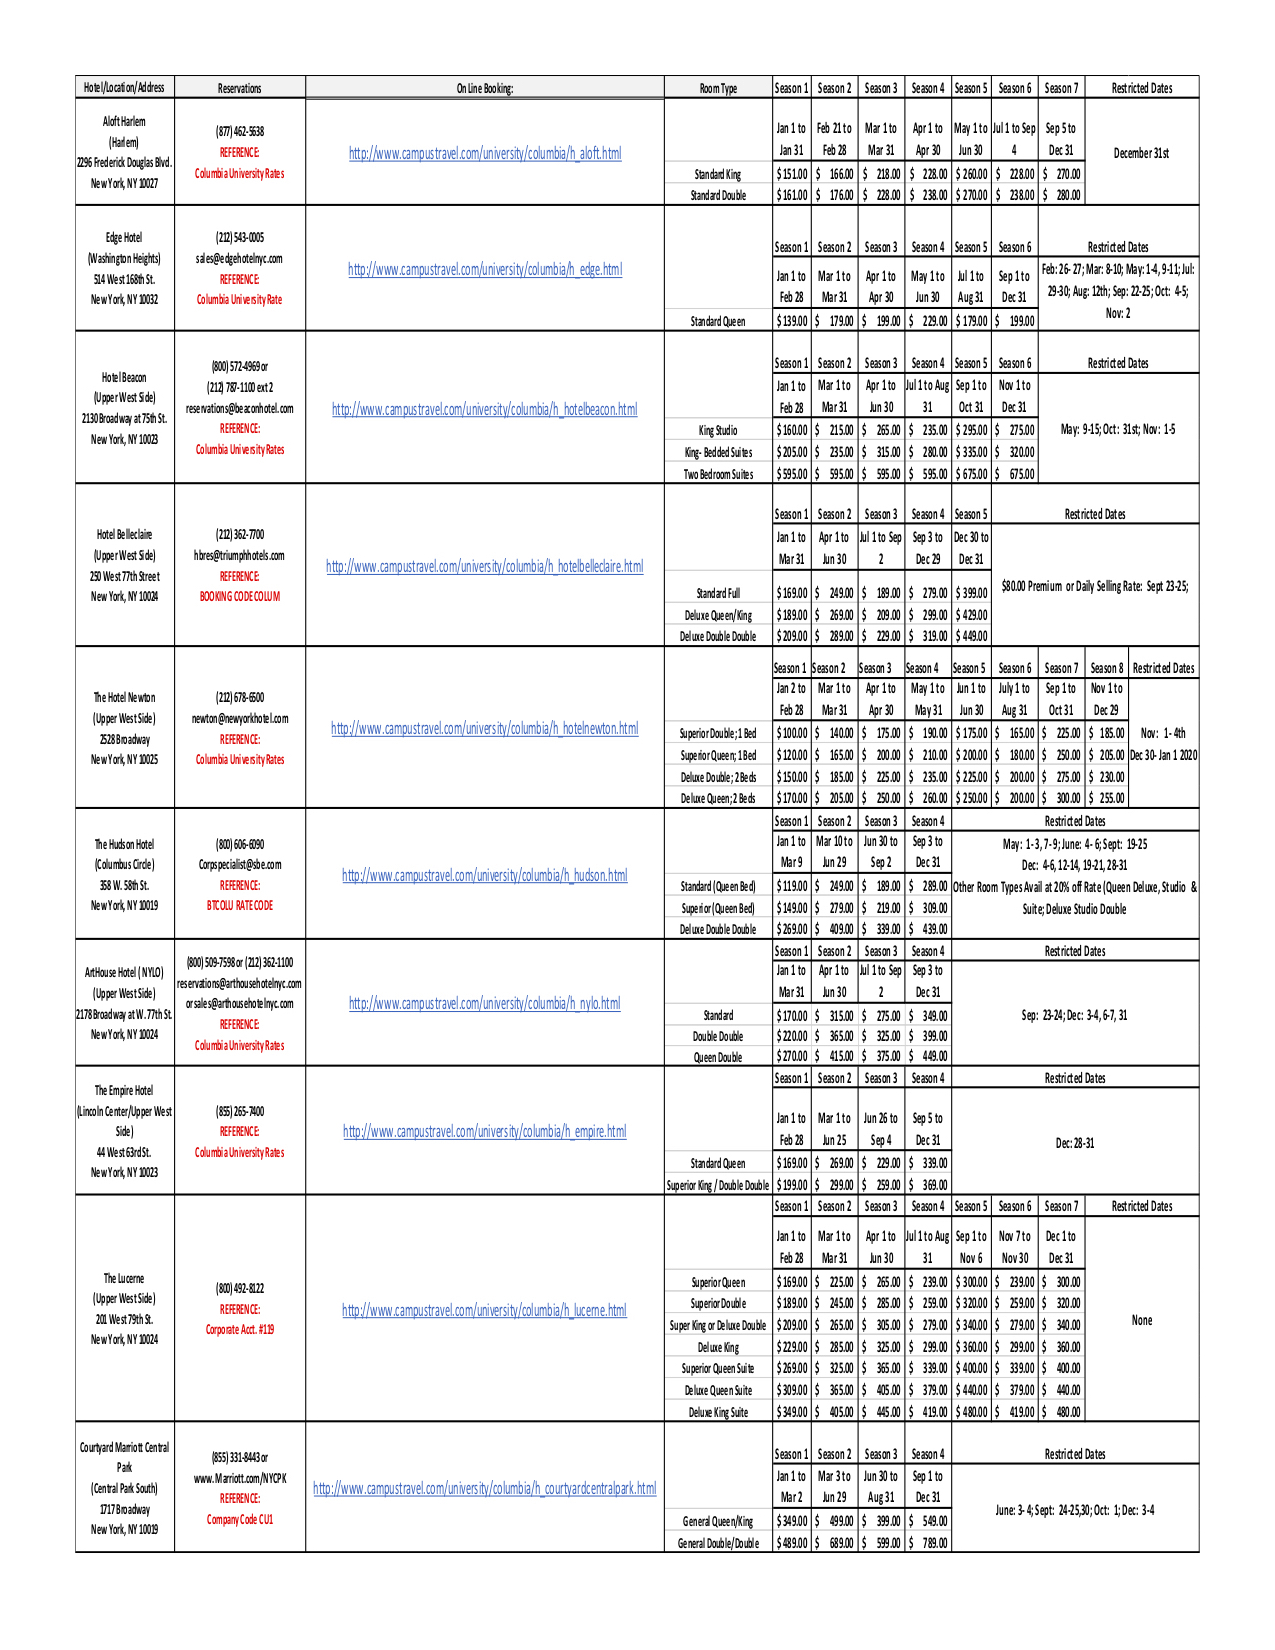 Hotel/Location/Address Reservations On Line Booking: Room Type Season 1 Season 2 Season 3 Season 4 Season 5 Season 6 Season 7 Restricted Dates
Aloft Harlem
(Harlem)
2296 Frederick Douglas Blvd.
New York, NY 10027
(877) 462-5638
REFERENCE:
Columbia University Rates
http://www.campustravel.com/university/columbia/h_aloft.html
Jan 1 to Jan 31 Feb 21 to Feb 28 Mar 1 to Mar 31 Apr 1 to Apr 30 May 1 to Jun 30 Jul 1 to Sep 4 Sep 5 to Dec 31
December 31st
Standard King $151.00 $ 166.00 $ 218.00 $ 228.00 $260.00 $ 228.00 $ 270.00
Standard Double $161.00 $ 176.00 $ 228.00 $ 238.00 $270.00 $ 238.00 $ 280.00
Edge Hotel
(Washington Heights)
514 West 168th St.
New York, NY 10032
(212) 543-0005
sales@edgehotelnyc.com
REFERENCE:
Columbia University Rate
http://www.campustravel.com/university/columbia/h_edge.html
Season 1 Season 2 Season 3 Season 4 Season 5 Season 6 Restricted Dates
Jan 1 to Feb 28 Mar 1 to Mar 31 Apr 1 to Apr 30 May 1 to Jun 30 Jul 1 to Aug 31 Sep 1 to Dec 31
Feb: 26- 27; Mar: 8-10; May: 1-4, 9-11; Jul:
29-30; Aug: 12th; Sep: 22-25; Oct: 4-5;
Nov: 2
Standard Queen $139.00 $ 179.00 $ 199.00 $ 229.00 $179.00 $ 199.00
Hotel Beacon
(Upper West Side)
2130 Broadway at 75th St.
New York, NY 10023
(800) 572-4969 or
(212) 787-1100 ext 2
reservations@beaconhotel.com
REFERENCE:
Columbia University Rates
http://www.campustravel.com/university/columbia/h_hotelbeacon.html
Season 1 Season 2 Season 3 Season 4 Season 5 Season 6 Restricted Dates
Jan 1 to Feb 28 Mar 1 to Mar 31 Apr 1 to Jun 30 Jul 1 to Aug 31 Sep 1 to Oct 31 Nov 1 to Dec 31
May: 9-15; Oct: 31st; Nov: 1-5
King Studio $160.00 $ 215.00 $ 265.00 $ 235.00 $295.00 $ 275.00
King- Bedded Suites $205.00 $ 235.00 $ 315.00 $ 280.00 $335.00 $ 320.00
Two Bedroom Suites $595.00 $ 595.00 $ 595.00 $ 595.00 $675.00 $ 675.00
Hotel Belleclaire
(Upper West Side)
250 West 77th Street
New York, NY 10024
(212) 362-7700
hbres@triumphhotels.com
REFERENCE:
BOOKING CODE COLUM
http://www.campustravel.com/university/columbia/h_hotelbelleclaire.html
Season 1 Season 2 Season 3 Season 4 Season 5 Restricted Dates
Jan 1 to Mar 31 Apr 1 to Jun 30 Jul 1 to Sep 2 Sep 3 to Dec 29 Dec 30 to Dec 31
$80.00 Premium or Daily Selling Rate: Sept 23-25;
Standard Full $169.00 $ 249.00 $ 189.00 $ 279.00 $399.00
Deluxe Queen/King $189.00 $ 269.00 $ 209.00 $ 299.00 $429.00
Deluxe Double Double $209.00 $ 289.00 $ 229.00 $ 319.00 $449.00
The Hotel Newton
(Upper West Side)
2528 Broadway
New York, NY 10025
(212) 678-6500
newton@newyorkhotel.com
REFERENCE:
Columbia University Rates
http://www.campustravel.com/university/columbia/h_hotelnewton.html
Season 1 Season 2 Season 3 Season 4 Season 5 Season 6 Season 7 Season 8 Restricted Dates
Jan 2 to Feb 28 Mar 1 to Mar 31 Apr 1 to Apr 30 May 1 to May 31 Jun 1 to Jun 30 July 1 to Aug 31 Sep 1 to Oct 31 Nov 1 to Dec 29
Nov: 1- 4th
Dec 30- Jan 1 2020
Superior Double; 1 Bed $100.00 $ 140.00 $ 175.00 $ 190.00 $175.00 $ 165.00 $ 225.00 $ 185.00
Superior Queen; 1 Bed $120.00 $ 165.00 $ 200.00 $ 210.00 $200.00 $ 180.00 $ 250.00 $ 205.00
Deluxe Double; 2 Beds $150.00 $ 185.00 $ 225.00 $ 235.00 $225.00 $ 200.00 $ 275.00 $ 230.00
Deluxe Queen; 2 Beds $170.00 $ 205.00 $ 250.00 $ 260.00 $250.00 $ 200.00 $ 300.00 $ 255.00
The Hudson Hotel
(Columbus Circle)
358 W. 58th St.
New York, NY 10019
(800) 606-6090
Corpspecialist@sbe.com
REFERENCE:
BTCOLU RATE CODE
http://www.campustravel.com/university/columbia/h_hudson.html
Season 1 Season 2 Season 3 Season 4 Restricted Dates
Jan 1 to Mar 9 Mar 10 to Jun 29 Jun 30 to Sep 2 Sep 3 to Dec 31
May: 1-3, 7-9; June: 4- 6; Sept: 19-25
Dec: 4-6, 12-14, 19-21, 28-31
Other Room Types Avail at 20% off Rate (Queen Deluxe, Studio &
Suite; Deluxe Studio Double
Standard (Queen Bed) $119.00 $ 249.00 $ 189.00 $ 289.00
Superior (Queen Bed) $149.00 $ 279.00 $ 219.00 $ 309.00
Deluxe Double Double $269.00 $ 409.00 $ 339.00 $ 439.00
ArtHouse Hotel ( NYLO)
(Upper West Side)
2178 Broadway at W. 77th St.
New York, NY 10024
(800) 509-7598 or (212) 362-1100
reservations@arthousehotelnyc.com
or sales@arthousehotelnyc.com
REFERENCE:
Columbia University Rates
http://www.campustravel.com/university/columbia/h_nylo.html
Season 1 Season 2 Season 3 Season 4 Restricted Dates
Jan 1 to Mar 31 Apr 1 to Jun 30 Jul 1 to Sep 2 Sep 3 to Dec 31
Sep: 23-24; Dec: 3-4, 6-7, 31
Standard $170.00 $ 315.00 $ 275.00 $ 349.00
Double Double $220.00 $ 365.00 $ 325.00 $ 399.00
Queen Double $270.00 $ 415.00 $ 375.00 $ 449.00
The Empire Hotel
(Lincoln Center/Upper West
Side)
44 West 63rd St.
New York, NY 10023
(855) 265-7400
REFERENCE:
Columbia University Rates
http://www.campustravel.com/university/columbia/h_empire.html
Season 1 Season 2 Season 3 Season 4 Restricted Dates
Jan 1 to Feb 28 Mar 1 to Jun 25 Jun 26 to Sep 4 Sep 5 to Dec 31
Dec: 28-31
Standard Queen $169.00 $ 269.00 $ 229.00 $ 339.00
Superior King / Double Double $199.00 $ 299.00 $ 259.00 $ 369.00
The Lucerne
(Upper West Side)
201 West 79th St.
New York, NY 10024
(800) 492-8122
REFERENCE:
Corporate Acct. #119
http://www.campustravel.com/university/columbia/h_lucerne.html
Season 1 Season 2 Season 3 Season 4 Season 5 Season 6 Season 7 Restricted Dates
Jan 1 to Feb 28 Mar 1 to Mar 31 Apr 1 to Jun 30 Jul 1 to Aug 31 Sep 1 to Nov 6 Nov 7 to Nov 30 Dec 1 to Dec 31
None
Superior Queen $169.00 $ 225.00 $ 265.00 $ 239.00 $300.00 $ 239.00 $ 300.00
Superior Double $189.00 $ 245.00 $ 285.00 $ 259.00 $320.00 $ 259.00 $ 320.00
Super King or Deluxe Double $209.00 $ 265.00 $ 305.00 $ 279.00 $340.00 $ 279.00 $ 340.00
Deluxe King $229.00 $ 285.00 $ 325.00 $ 299.00 $360.00 $ 299.00 $ 360.00
Superior Queen Suite $269.00 $ 325.00 $ 365.00 $ 339.00 $400.00 $ 339.00 $ 400.00
Deluxe Queen Suite $309.00 $ 365.00 $ 405.00 $ 379.00 $440.00 $ 379.00 $ 440.00
Deluxe King Suite $349.00 $ 405.00 $ 445.00 $ 419.00 $480.00 $ 419.00 $ 480.00
Courtyard Marriott Central
Park
(Central Park South)
1717 Broadway
New York, NY 10019
(855) 331-8443 or
www.Marriott.com/NYCPK
REFERENCE:
Company Code CU1
http://www.campustravel.com/university/columbia/h_courtyardcentralpark.html
Season 1 Season 2 Season 3 Season 4 Restricted Dates
Jan 1 to Mar 2 Mar 3 to Jun 29 Jun 30 to Aug 31 Sep 1 to Dec 31
June: 3- 4; Sept: 24-25,30; Oct: 1; Dec: 3-4
General Queen/King $349.00 $ 499.00 $ 399.00 $ 549.00
General Double/Double $489.00 $ 689.00 $ 599.00 $ 789.00